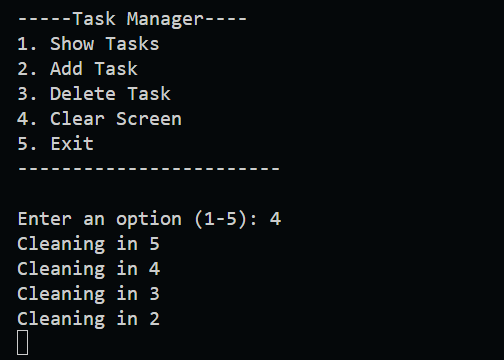 -----Task Manager----
1. Show Tasks
2. Add Task
3. Delete Task
4. Clear Screen
5. Exit
------------------------

Enter an option (1-5): 4
Cleaning in 5
Cleaning in 4
Cleaning in 3
Cleaning in 2